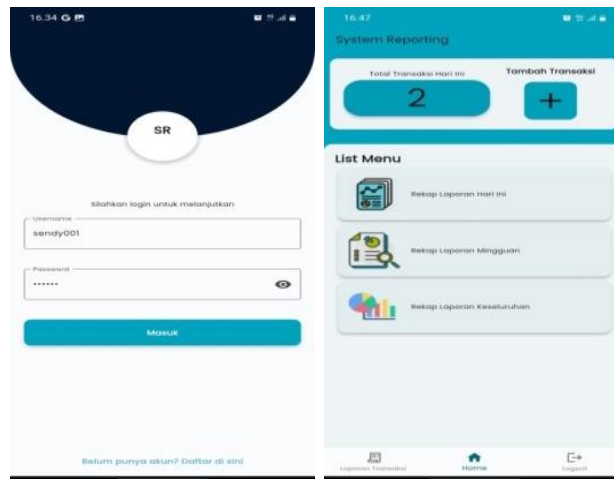 16.34 G
SR
Silahkan login untuk melanjutkan
Username
sendy001
Password
••••••
Masuk
Belum punya akun? Daftar di sini
16.47
System Reporting
Total Transaksi Hari Ini
Tambah Transaksi
2
+
List Menu
Rekap Laporan Hari Ini
Rekap Laporan Mingguan
Rekap Laporan Keseluruhan
Laporan Transaksi
Home
Logout